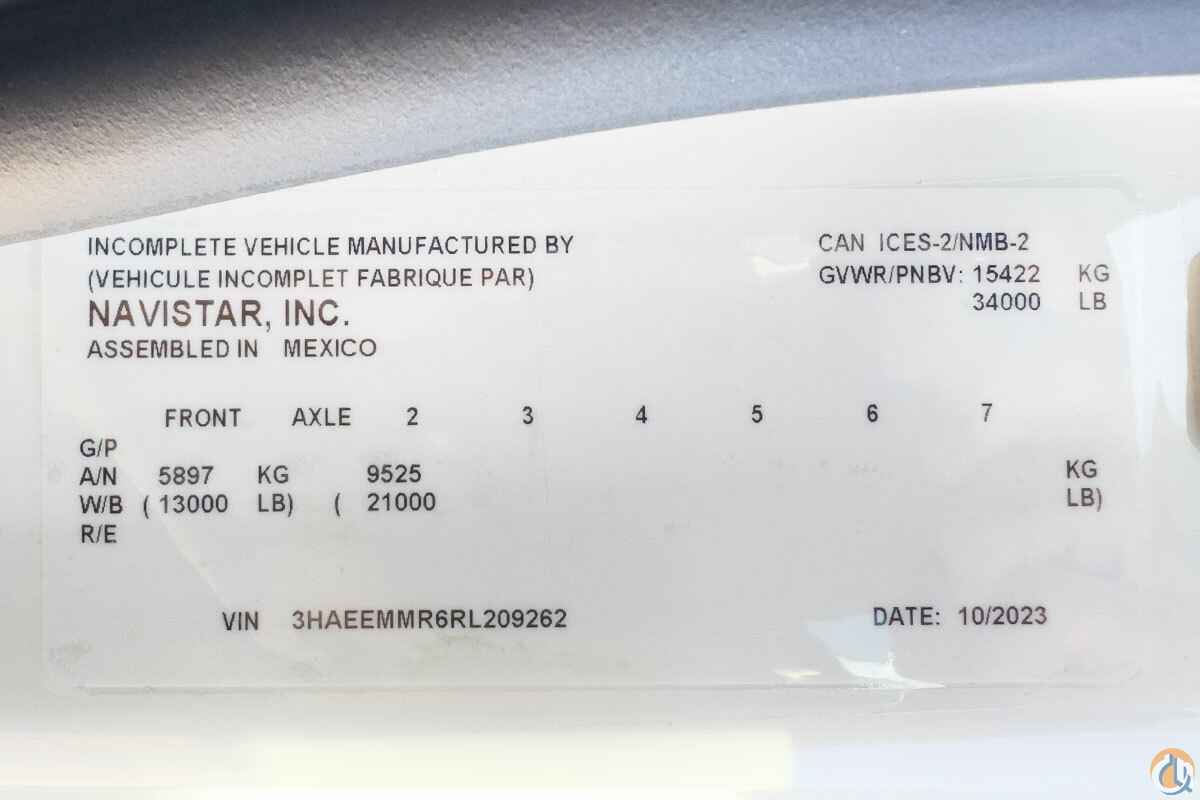 INCOMPLETE VEHICLE MANUFACTURED BY
(VEHICULE INCOMPLET FABRIQUE PAR)
NAVISTAR, INC.
ASSEMBLED IN MEXICO
CAN ICES-2/NMB-2
GVWR/PNBV: 15422 KG
34000 LB
FRONT AXLE 2 3 4 5 6 7
G/P
A/N 5897 KG 9525 KG
W/B ( 13000 LB) ( 21000 LB)
R/E
VIN 3HAEEMMR6RL209262 DATE: 10/2023